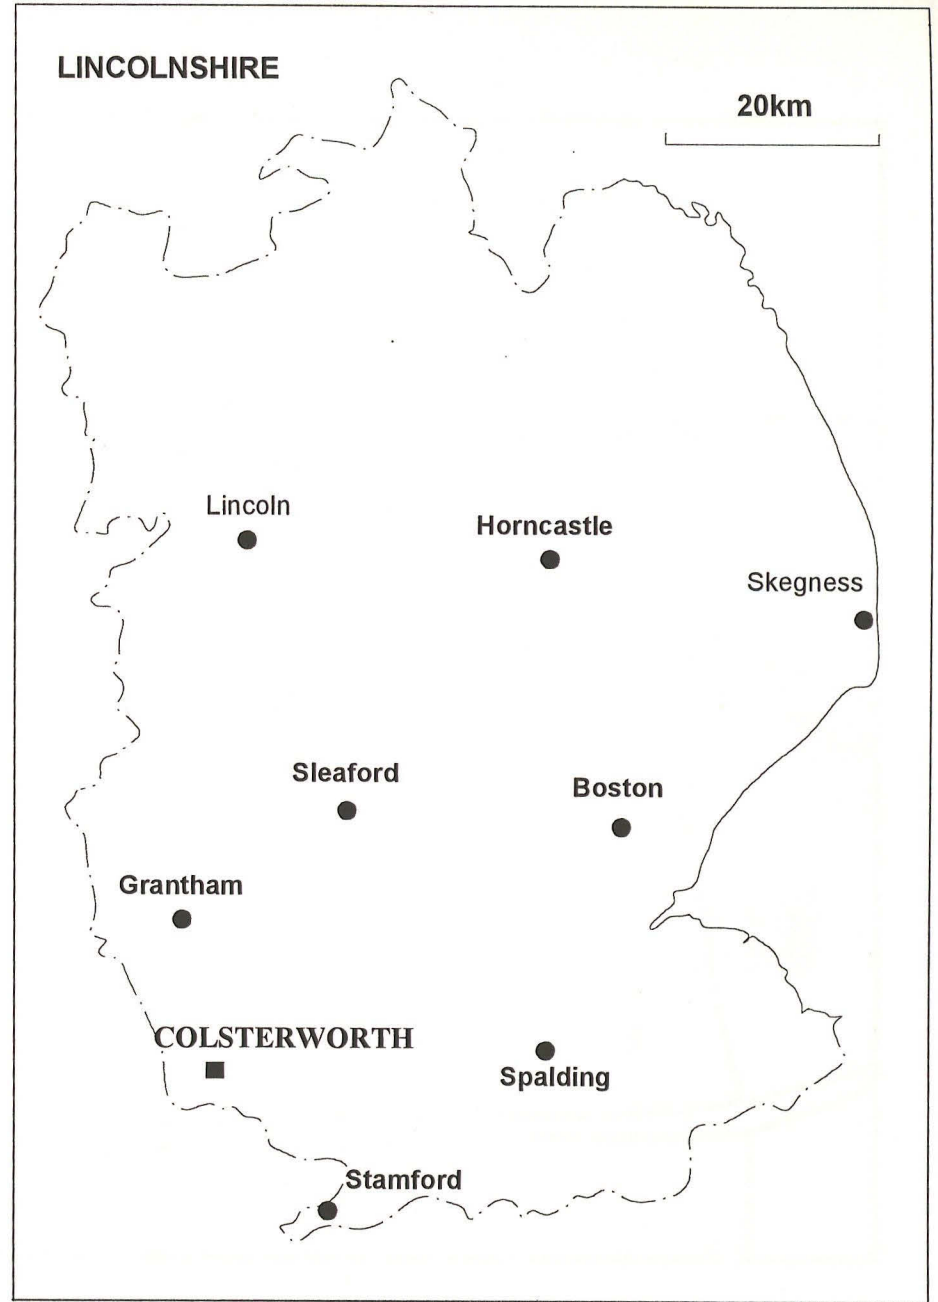 LINCOLNSHIRE
20km
Lincoln
Horncastle
Skegness
Sleaford
Boston
Grantham
COLSTERWORTH
Spalding
Stamford